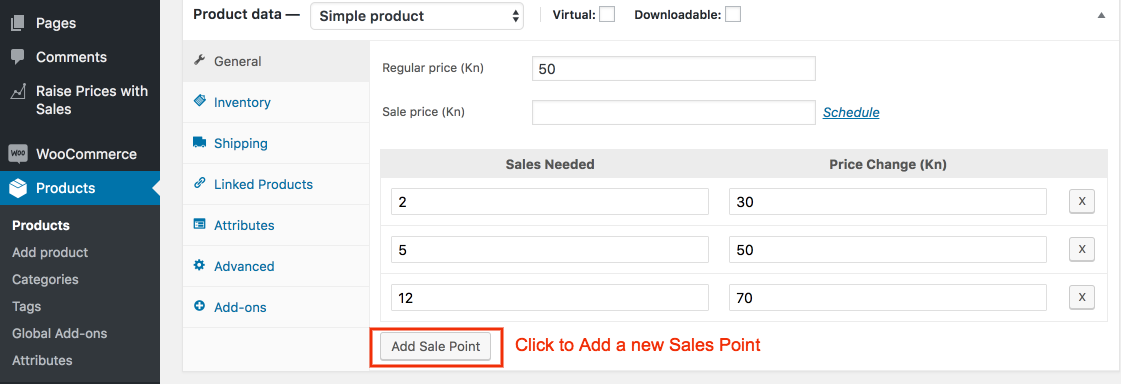 Pages
Comments
Raise Prices with
Sales
WOO WooCommerce
Products
Products
Add product
Categories
Tags
Global Add-ons
Attributes
Product data — Simple product Virtual: Downloadable:
General
Inventory
Shipping
Linked Products
Attributes
Advanced
Add-ons
Regular price (Kn) 50
Sale price (Kn) Schedule
Sales Needed Price Change (Kn)
2 30 X
5 50 X
12 70 X
Add Sale Point Click to Add a new Sales Point